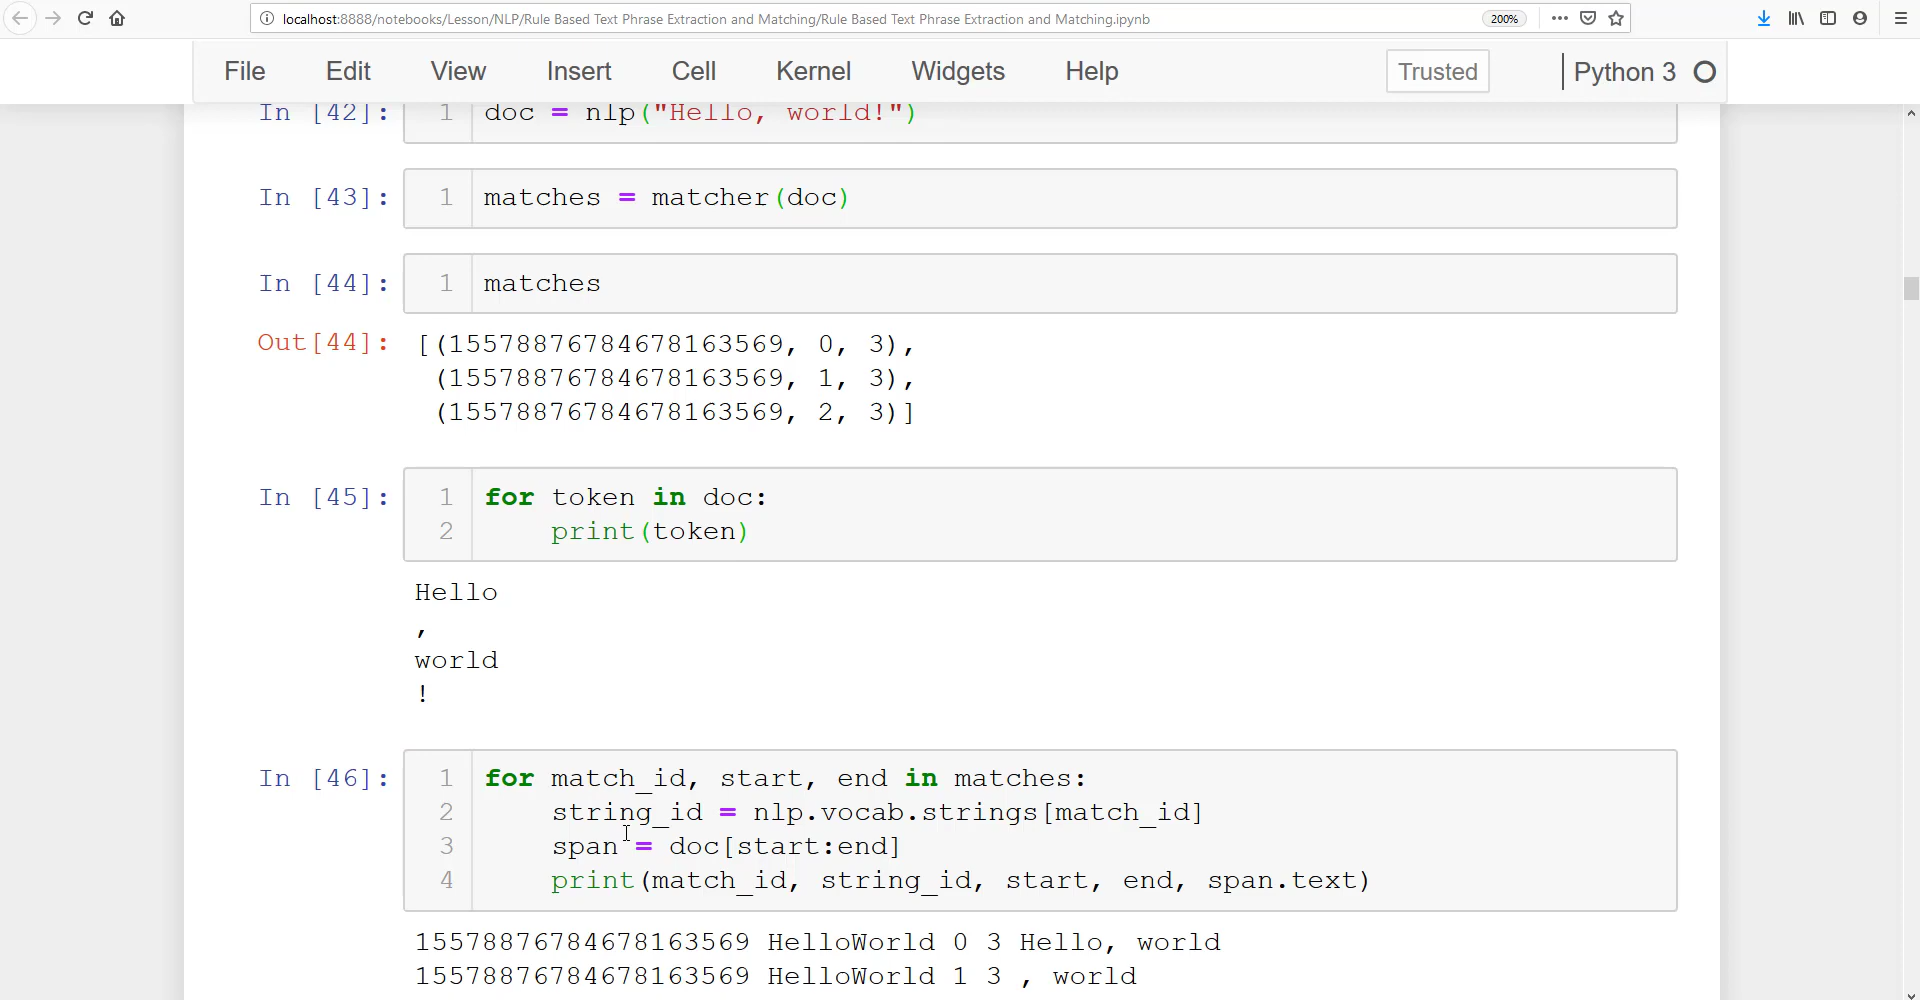 localhost:8888/notebooks/Lesson/NLP/Rule Based Text Phrase Extraction and Matching/Rule Based Text Phrase Extraction and Matching.ipynb 200%
File Edit View Insert Cell Kernel Widgets Help Trusted Python 3
In [42]: 1 doc = nlp("Hello, world!")
In [43]: 1 matches = matcher(doc)
In [44]: 1 matches
Out[44]: [(15578876784678163569, 0, 3),
(15578876784678163569, 1, 3),
(15578876784678163569, 2, 3)]
In [45]: 1 for token in doc:
2 print(token)
Hello
,
world
!
In [46]: 1 for match_id, start, end in matches:
2 string_id = nlp.vocab.strings[match_id]
3 span = doc[start:end]
4 print(match_id, string_id, start, end, span.text)
15578876784678163569 HelloWorld 0 3 Hello, world
15578876784678163569 HelloWorld 1 3 , world